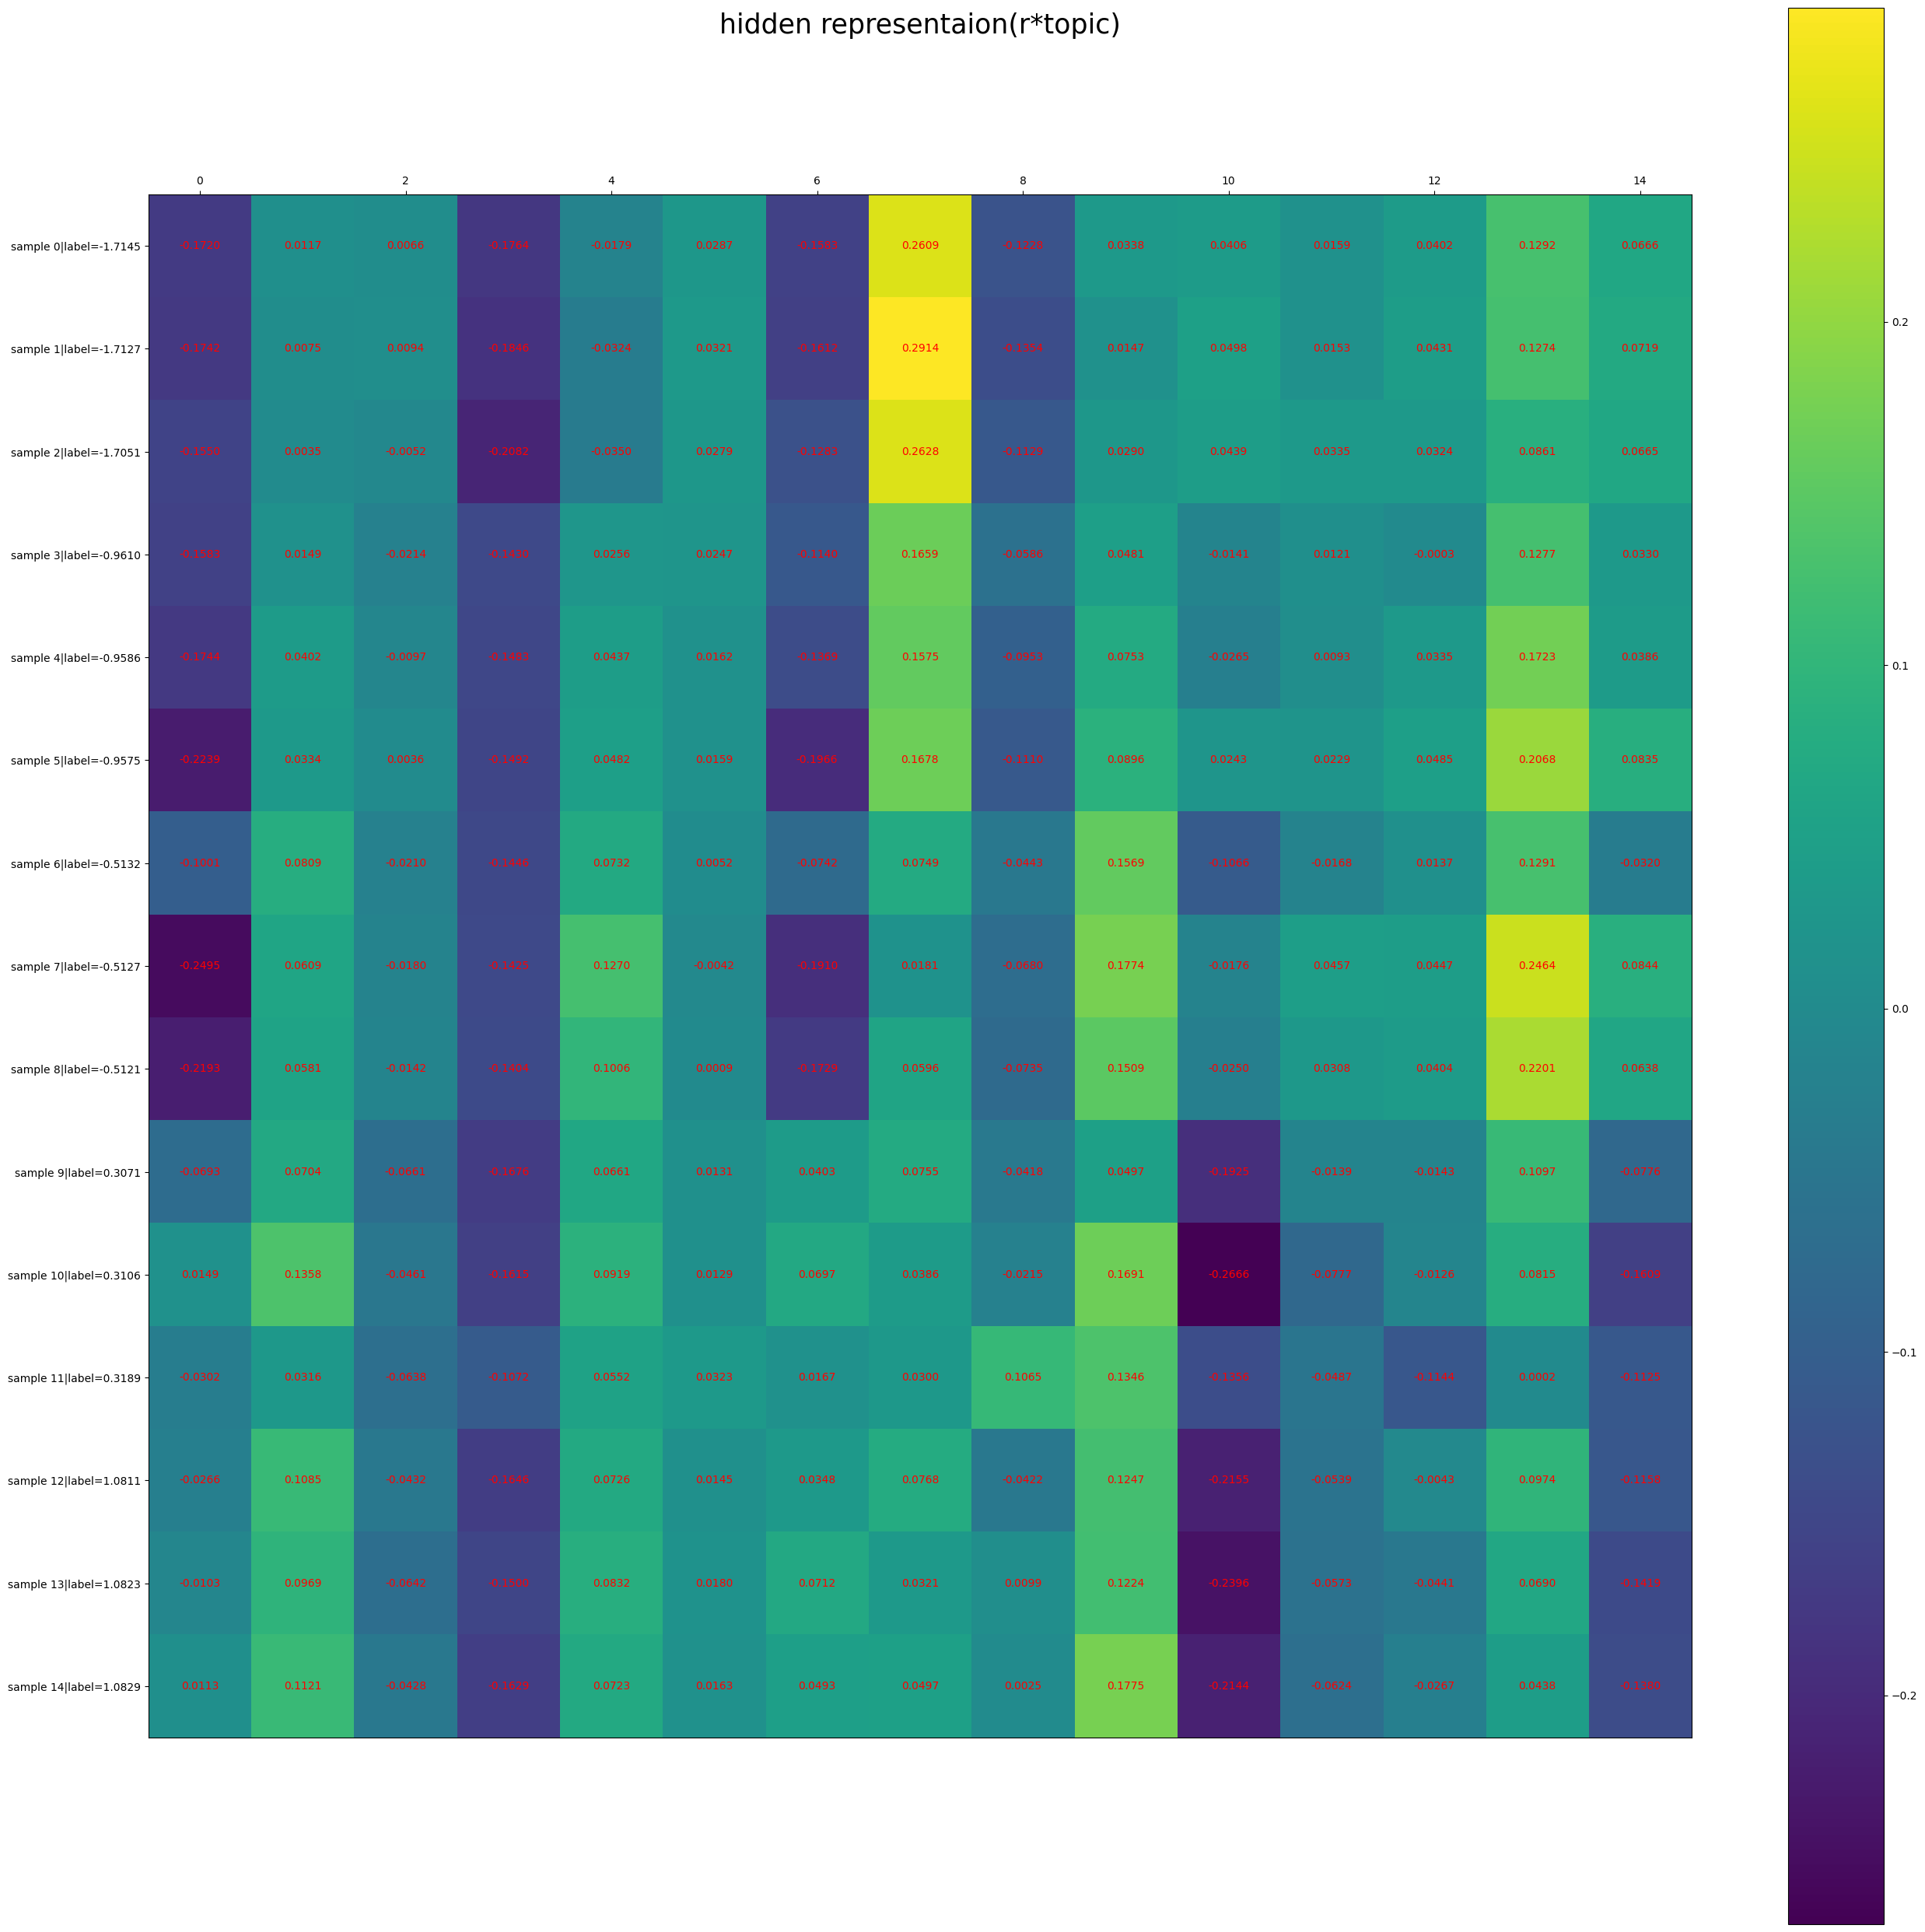 hidden representaion(r*topic)
0 2 4 6 8 10 12 14
sample 0|label=-1.7145 0.0117 0.0066 -0.0179 0.0287 0.2609 0.0338 0.0406 0.0159 0.0402 0.1292 0.0666
sample 1|label=-1.7127 0.0075 0.0094 -0.0324 0.0321 0.2914 0.0147 0.0498 0.0153 0.0431 0.1274 0.0719
0.2
sample 2|label=-1.7051 0.0035 -0.0052 -0.2082 -0.0350 0.0279 0.2628 0.0290 0.0439 0.0335 0.0324 0.0861 0.0665
sample 3|label=-0.9610 0.0149 -0.0214 0.0256 0.0247 0.1659 -0.0586 0.0481 -0.0141 0.0121 -0.0003 0.1277 0.0330
sample 4|label=-0.9586 0.0402 -0.0097 0.0437 0.0162 0.1575 0.0753 -0.0265 0.0093 0.0335 0.1723 0.0386
0.1
sample 5|label=-0.9575 -0.2239 0.0334 0.0036 0.0482 0.0159 0.1678 0.0896 0.0243 0.0229 0.0485 0.2068 0.0835
sample 6|label=-0.5132 0.0809 -0.0210 0.0732 0.0052 -0.0742 0.0749 -0.0443 0.1569 -0.0168 0.0137 0.1291 -0.0320
sample 7|label=-0.5127 -0.2495 0.0609 -0.0180 0.1270 -0.0042 -0.1910 0.0181 -0.0680 0.1774 -0.0176 0.0457 0.0447 0.2464 0.0844
0.0
sample 8|label=-0.5121 -0.2193 0.0581 -0.0142 0.1006 0.0009 0.0596 -0.0735 0.1509 -0.0250 0.0308 0.0404 0.2201 0.0638
sample 9|label=0.3071 -0.0693 0.0704 -0.0661 0.0661 0.0131 0.0403 0.0755 -0.0418 0.0497 -0.1925 -0.0139 -0.0143 0.1097 -0.0776
sample 10|label=0.3106 0.0149 0.1358 -0.0461 0.0919 0.0129 0.0697 0.0386 -0.0215 0.1691 -0.2666 -0.0777 -0.0126 0.0815
−0.1
sample 11|label=0.3189 -0.0302 0.0316 -0.0638 -0.1072 0.0552 0.0323 0.0167 0.0300 0.1065 0.1346 -0.0487 0.0002
sample 12|label=1.0811 -0.0266 0.1085 -0.0432 0.0726 0.0145 0.0348 0.0768 -0.0422 0.1247 -0.2155 -0.0539 -0.0043 0.0974
sample 13|label=1.0823 -0.0103 0.0969 -0.0642 0.0832 0.0180 0.0712 0.0321 0.0099 0.1224 -0.2396 -0.0573 -0.0441 0.0690
sample 14|label=1.0829 0.0113 0.1121 -0.0428 0.0723 0.0163 0.0493 0.0497 0.0025 0.1775 -0.2144 -0.0624 -0.0267 0.0438
−0.2